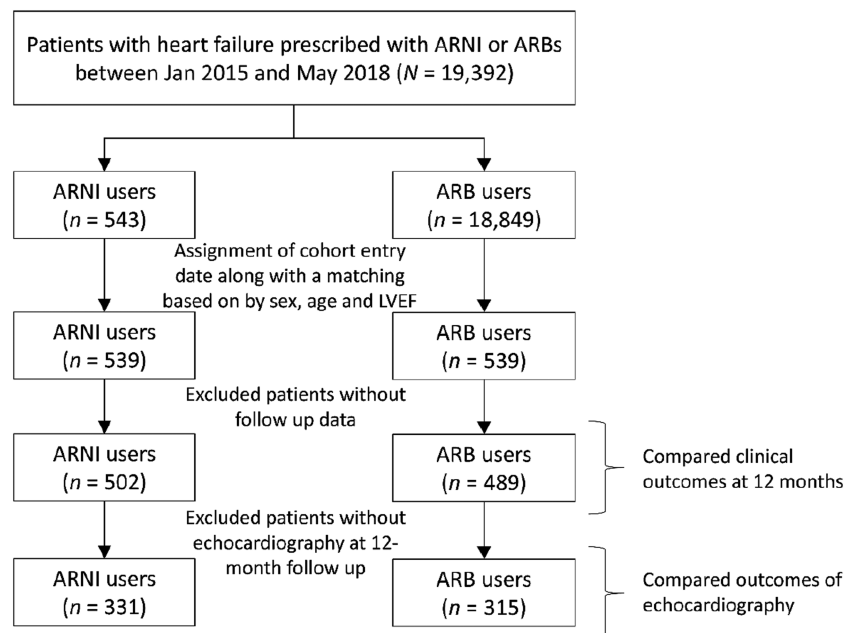 Patients with heart failure prescribed with ARNI or ARBs
between Jan 2015 and May 2018 (N = 19,392)
ARNI users
(n = 543)
ARB users
(n = 18,849)
Assignment of cohort entry
date along with a matching
based on by sex, age and LVEF
ARNI users
(n = 539)
ARB users
(n = 539)
Excluded patients without
follow up data
ARNI users
(n = 502)
ARB users
(n = 489)
Compared clinical
outcomes at 12 months
Excluded patients without
echocardiography at 12-
month follow up
ARNI users
(n = 331)
ARB users
(n = 315)
Compared outcomes of
echocardiography